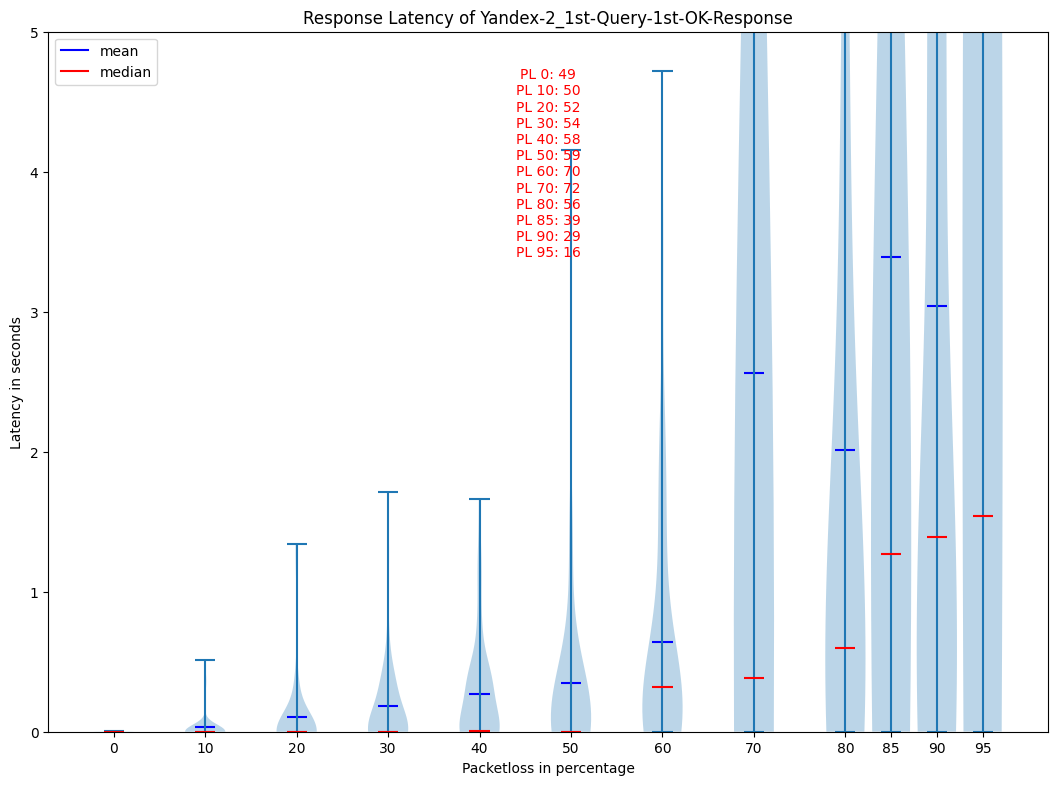 Response Latency of Yandex-2_1st-Query-1st-OK-Response
mean
median
PL 0: 49
PL 10: 50
PL 20: 52
PL 30: 54
PL 40: 58
PL 50: 59
PL 60: 70
PL 70: 72
PL 80: 56
PL 85: 39
PL 90: 29
PL 95: 16
5
4
3
2
1
0
Latency in seconds
0 10 20 30 40 50 60 70 80 85 90 95
Packetloss in percentage